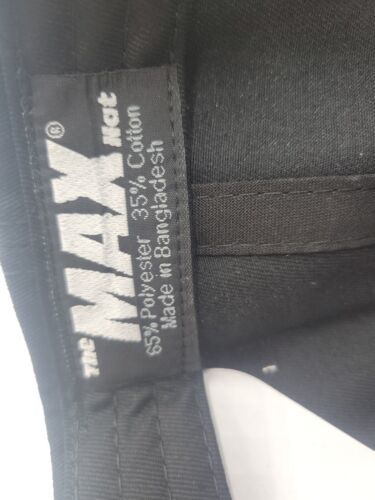 The MAX® Hat
65% Polyester 35% Cotton
Made in Bangladesh